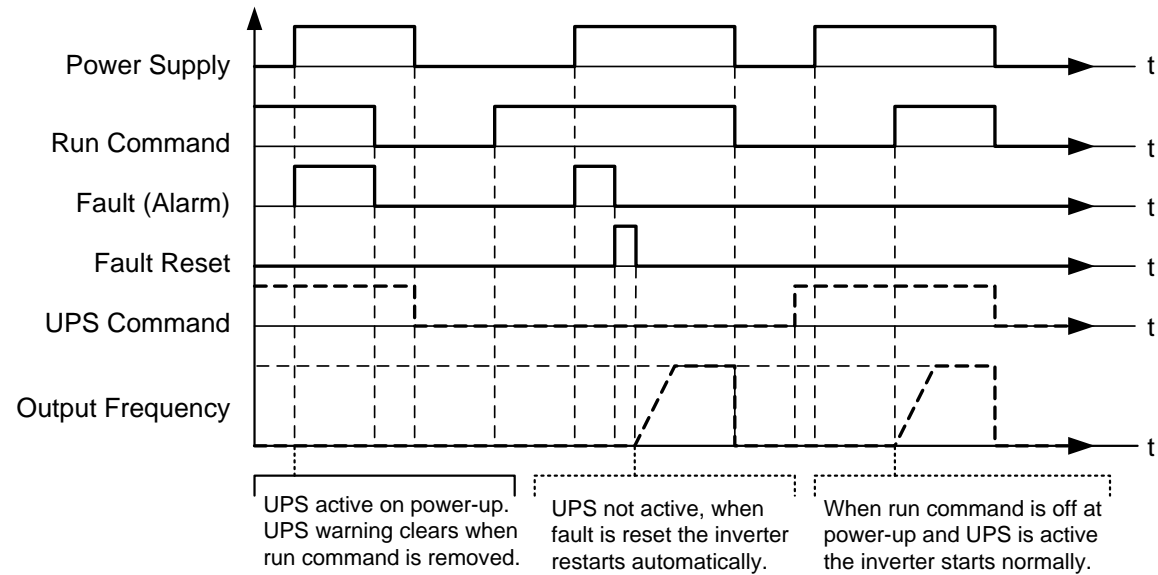 Power Supply
t
Run Command
t
Fault (Alarm)
t
Fault Reset
t
UPS Command
t
Output Frequency
t
UPS active on power-up.
UPS warning clears when
run command is removed.
UPS not active, when
fault is reset the inverter
restarts automatically.
When run command is off at
power-up and UPS is active
the inverter starts normally.